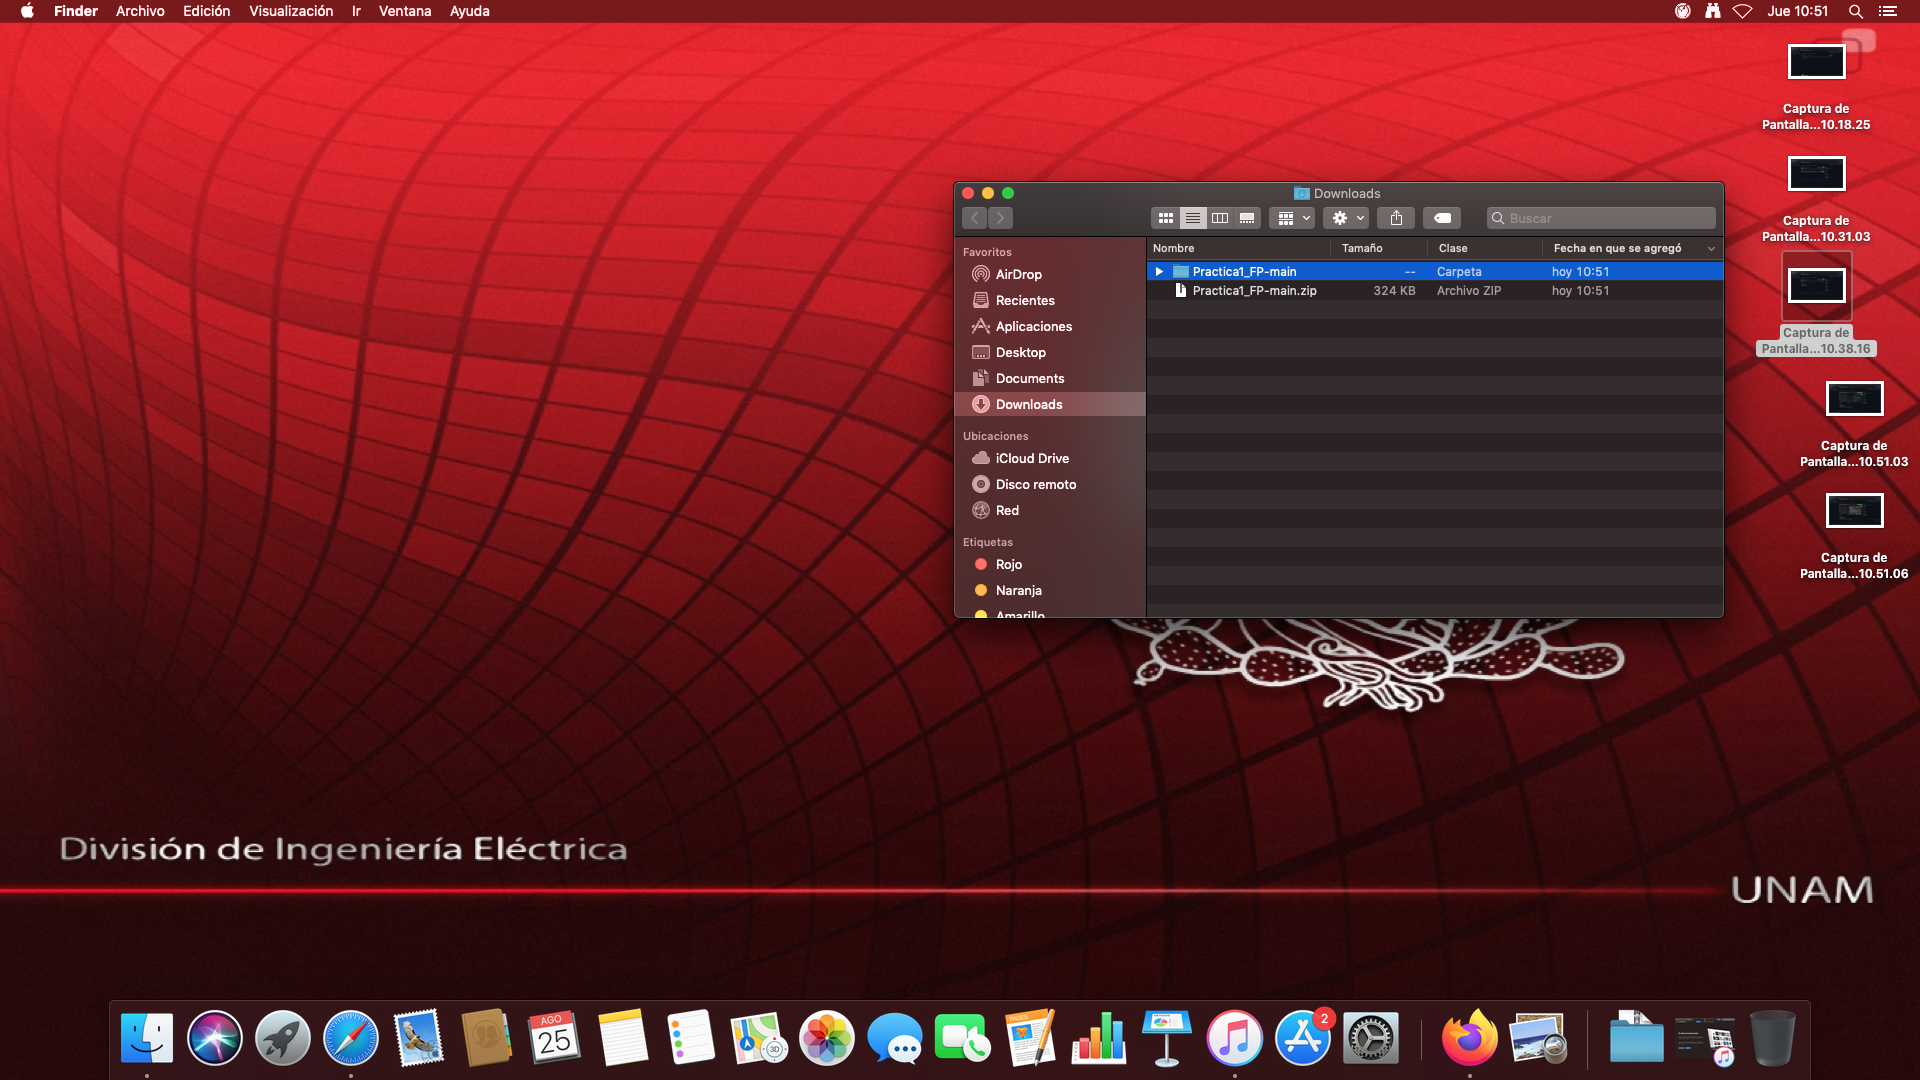 Finder Archivo Edición Visualización Ir Ventana Ayuda
Jue 10:51
Captura de
Pantalla...10.18.25
Captura de
Pantalla...10.31.03
Captura de
Pantalla...10.38.16
Captura de
Pantalla...10.51.03
Captura de
Pantalla...10.51.06
Downloads
Buscar
Favoritos
AirDrop
Recientes
Aplicaciones
Desktop
Documents
Downloads
Ubicaciones
iCloud Drive
Disco remoto
Red
Etiquetas
Rojo
Naranja
Amarillo
Nombre Tamaño Clase Fecha en que se agregó
Practica1_FP-main -- Carpeta hoy 10:51
Practica1_FP-main.zip 324 KB Archivo ZIP hoy 10:51
División de Ingeniería Eléctrica
UNAM
AGO
25
3D
PAGES
2